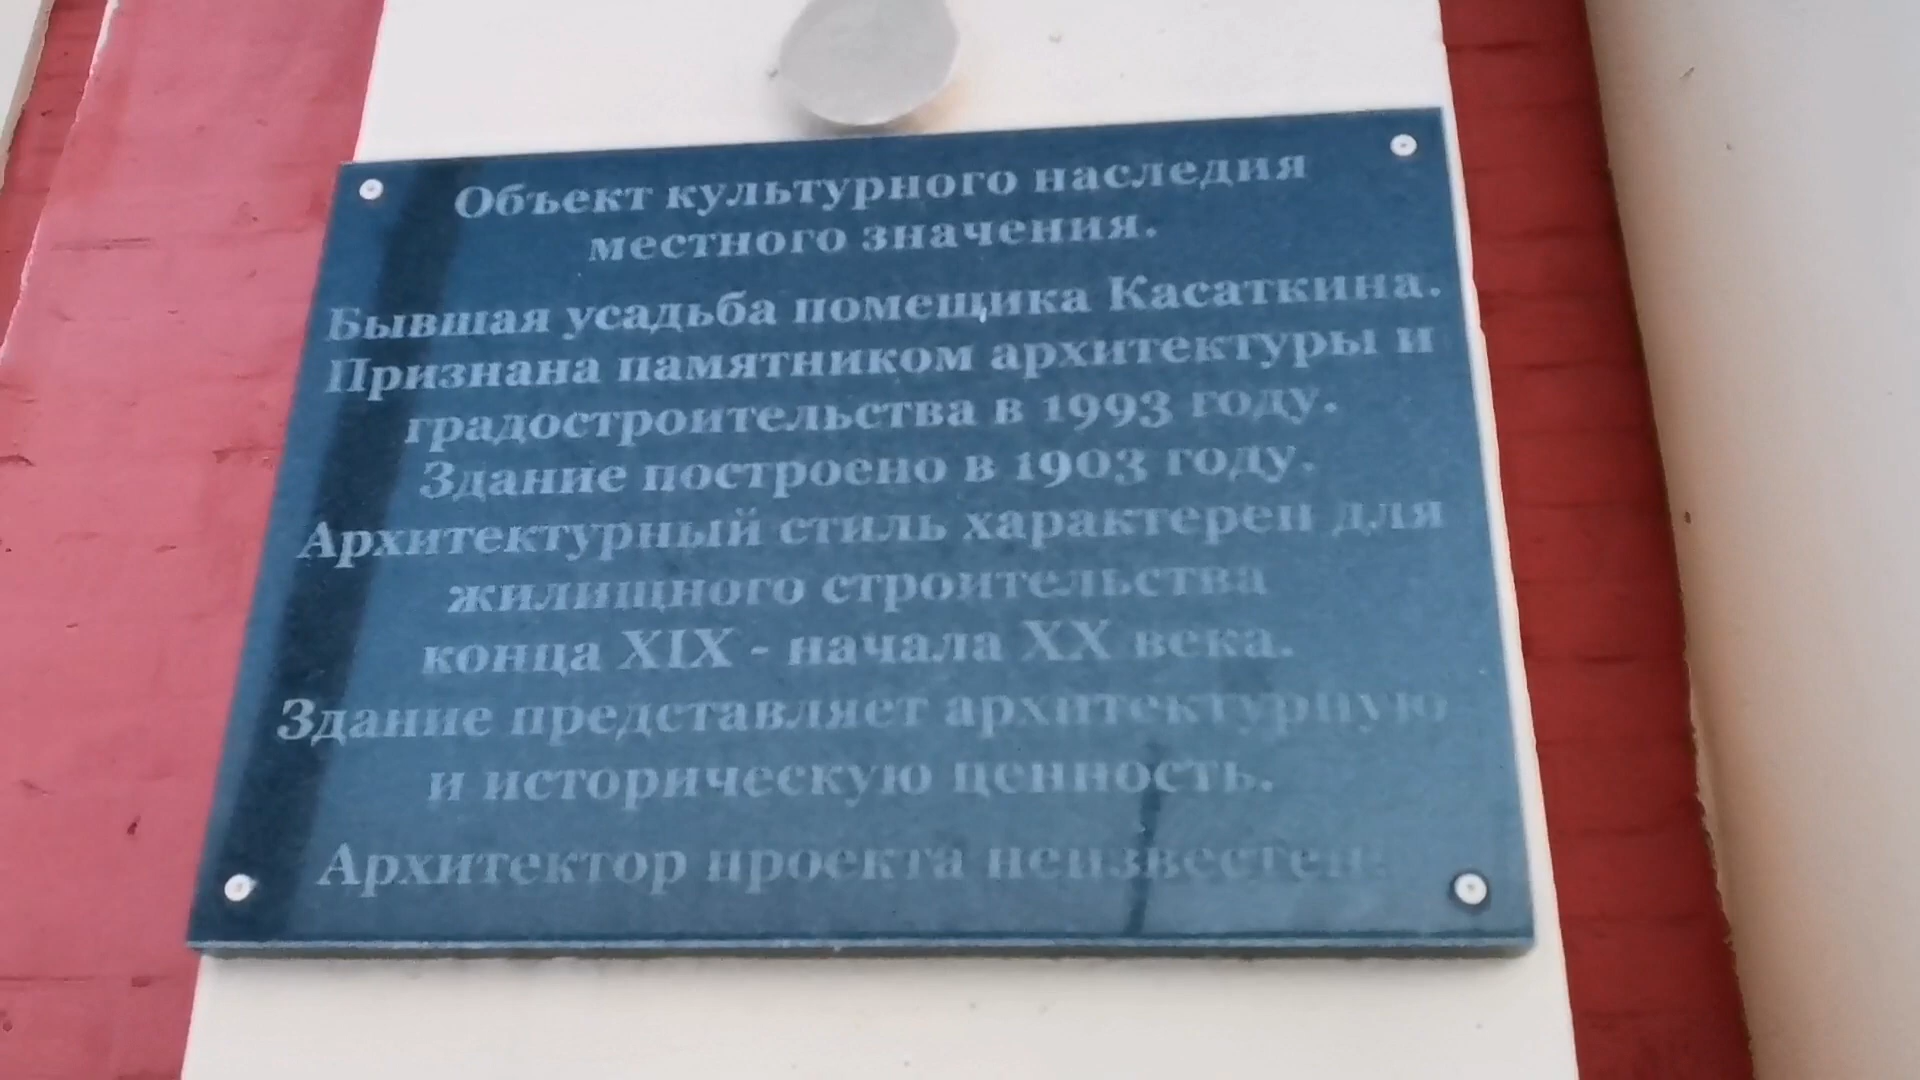 Объект культурного наследия
местного значения.
Бывшая усадьба помещика Касаткина.
Признана памятником архитектуры и
градостроительства в 1993 году.
Здание построено в 1903 году.
Архитектурный стиль характерен для
жилищного строительства
конца XIX - начала XX века.
Здание представляет архитектурную
и историческую ценность.
Архитектор проекта неизвестен.